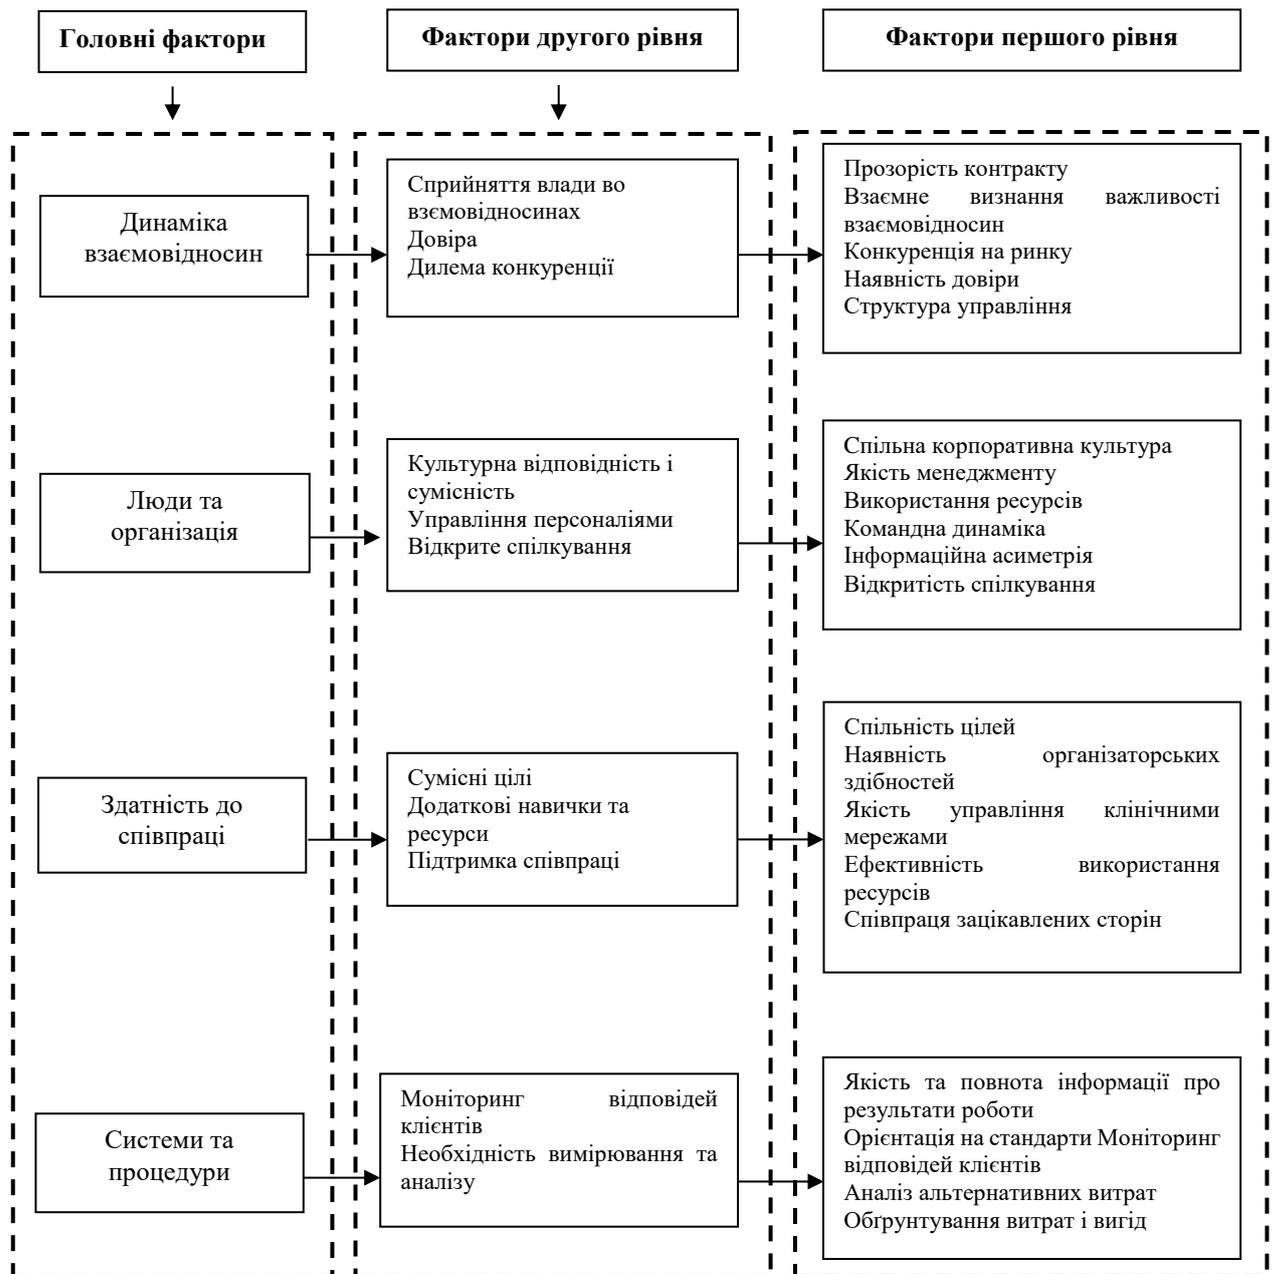 Головні фактори
Фактори другого рівня
Фактори першого рівня
Динаміка
взаємовідносин
Сприйняття влади во
взємовідносинах
Довіра
Дилема конкуренції
Прозорість контракту
Взаємне визнання важливості
взаємовідносин
Конкуренція на ринку
Наявність довіри
Структура управління
Люди та
організація
Культурна відповідність і
сумісність
Управління персоналіями
Відкрите спілкування
Спільна корпоративна культура
Якість менеджменту
Використання ресурсів
Командна динаміка
Інформаційна асиметрія
Відкритість спілкування
Здатність до
співпраці
Сумісні цілі
Додаткові навички та
ресурси
Підтримка співпраці
Спільність цілей
Наявність організаторських
здібностей
Якість управління клінічними
мережами
Ефективність використання
ресурсів
Співпраця зацікавлених сторін
Системи та
процедури
Моніторинг відповідей
клієнтів
Необхідність вимірювання та
аналізу
Якість та повнота інформації про
результати роботи
Орієнтація на стандарти Моніторинг
відповідей клієнтів
Аналіз альтернативних витрат
Обґрунтування витрат і вигід